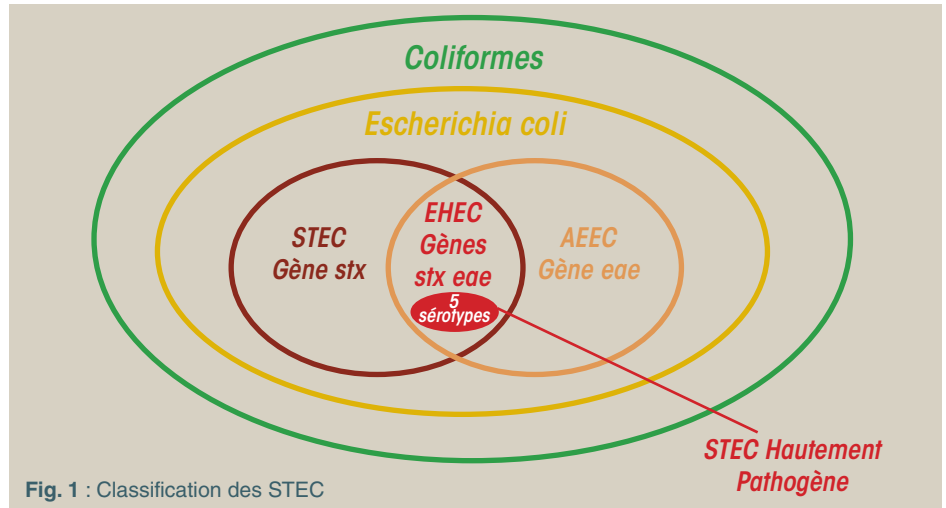 Coliformes
Escherichia coli
STEC
Gène stx
EHEC
Gènes
stx eae
5
sérotypes
AEEC
Gène eae
STEC Hautement
Pathogène
Fig. 1 : Classification des STEC